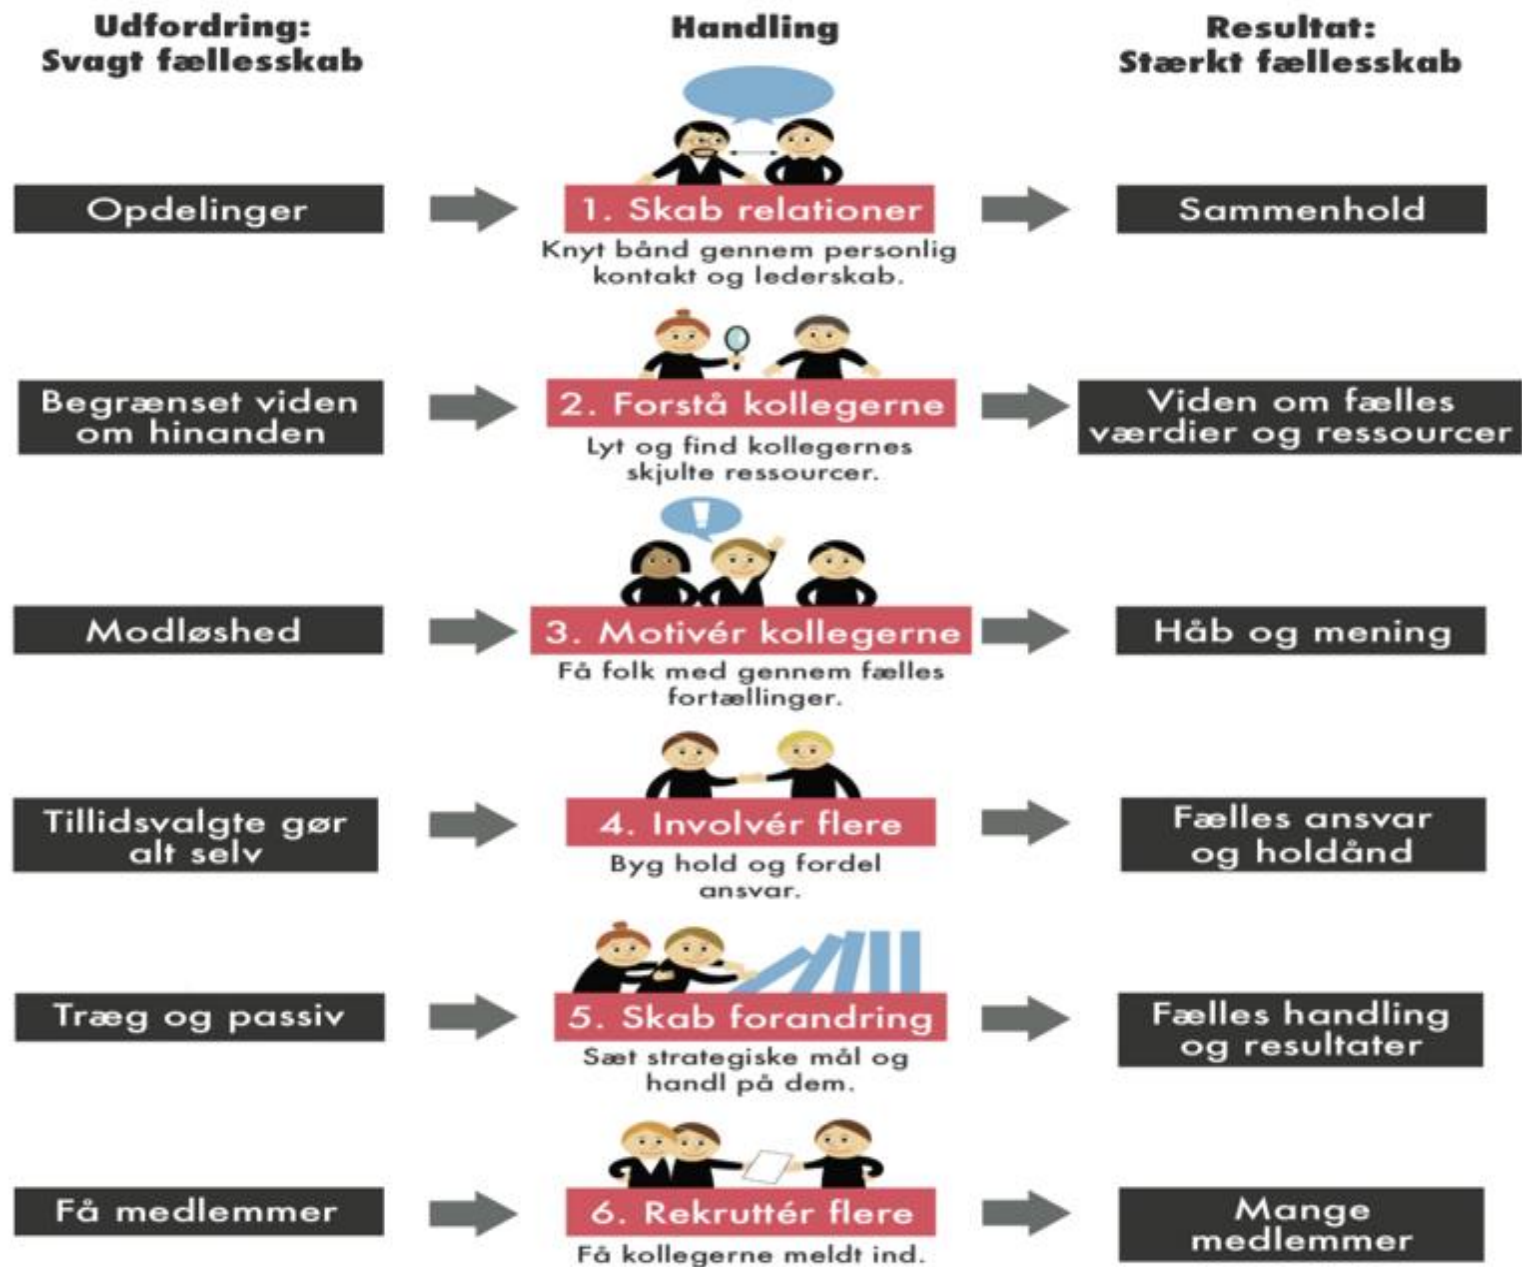 Udfordring:
Svagt fællesskab
Handling
Resultat:
Stærkt fællesskab
Opdelinger
1. Skab relationer
Knyt bånd gennem personlig
kontakt og lederskab.
Sammenhold
Begrænset viden
om hinanden
2. Forstå kollegerne
Lyt og find kollegernes
skjulte ressourcer.
Viden om fælles
værdier og ressourcer
!
Modløshed
3. Motivér kollegerne
Få folk med gennem fælles
fortællinger.
Håb og mening
Tillidsvalgte gør
alt selv
4. Involvér flere
Byg hold og fordel
ansvar.
Fælles ansvar
og holdånd
Træg og passiv
5. Skab forandring
Sæt strategiske mål og
handl på dem.
Fælles handling
og resultater
Få medlemmer
6. Rekruttér flere
Få kollegerne meldt ind.
Mange
medlemmer